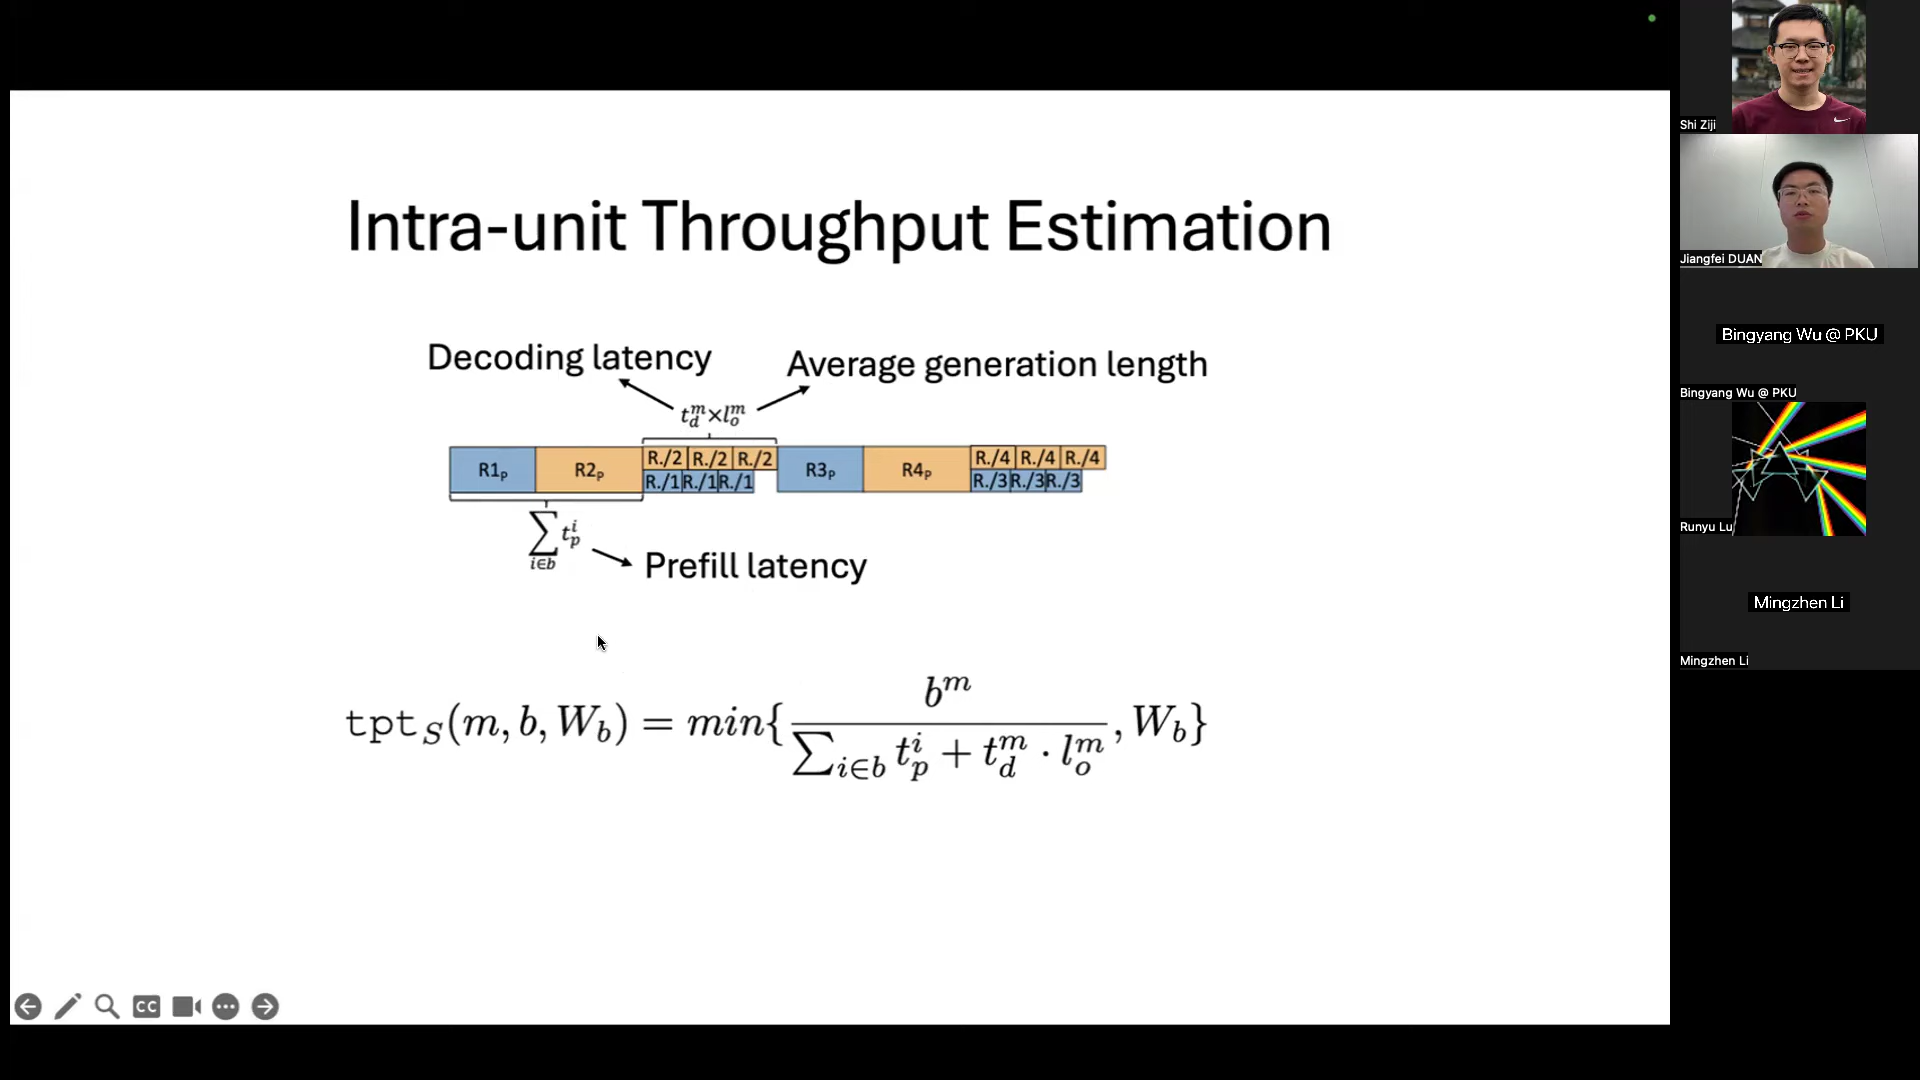 Intra-unit Throughput Estimation
Decoding latency
Average generation length
t_d^m×l_o^m
R1ₚ R2ₚ R./2 R./2 R./2 R3ₚ R4ₚ R./4 R./4 R./4
R./1 R./1 R./1 R./3 R./3 R./3
∑_{i∈b} t_p^i
Prefill latency
tpt_S(m, b, W_b) = min{ b^m / (∑_{i∈b} t_p^i + t_d^m · l_o^m), W_b}
CC
Shi Ziji
Jiangfei DUAN
Bingyang Wu @ PKU
Bingyang Wu @ PKU
Runyu Lu
Mingzhen Li
Mingzhen Li